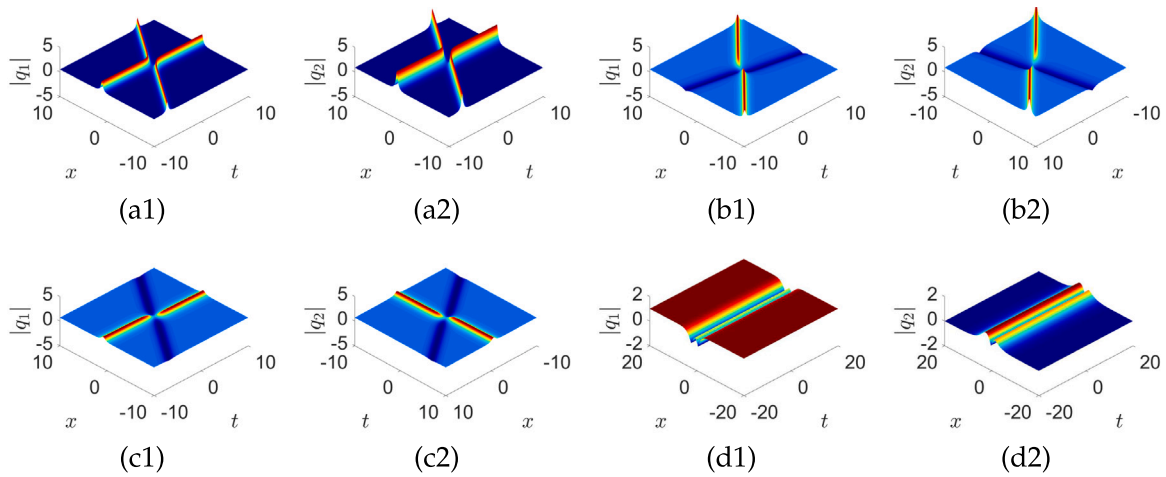 |q₁| 5 0 -5 10 0 -10 x -10 0 10 t
(a1)
|q₂| 5 0 -5 10 0 -10 x -10 0 10 t
(a2)
|q₁| 5 0 -5 10 0 -10 x -10 0 10 t
(b1)
|q₂| 5 0 -5 -10 0 10 t 10 0 -10 x
(b2)
|q₁| 5 0 -5 10 0 -10 x -10 0 10 t
(c1)
|q₂| 5 0 -5 -10 0 10 t 10 0 -10 x
(c2)
|q₁| 2 0 -2 20 0 -20 x -20 0 20 t
(d1)
|q₂| 2 0 -2 20 0 -20 x -20 0 20 t
(d2)